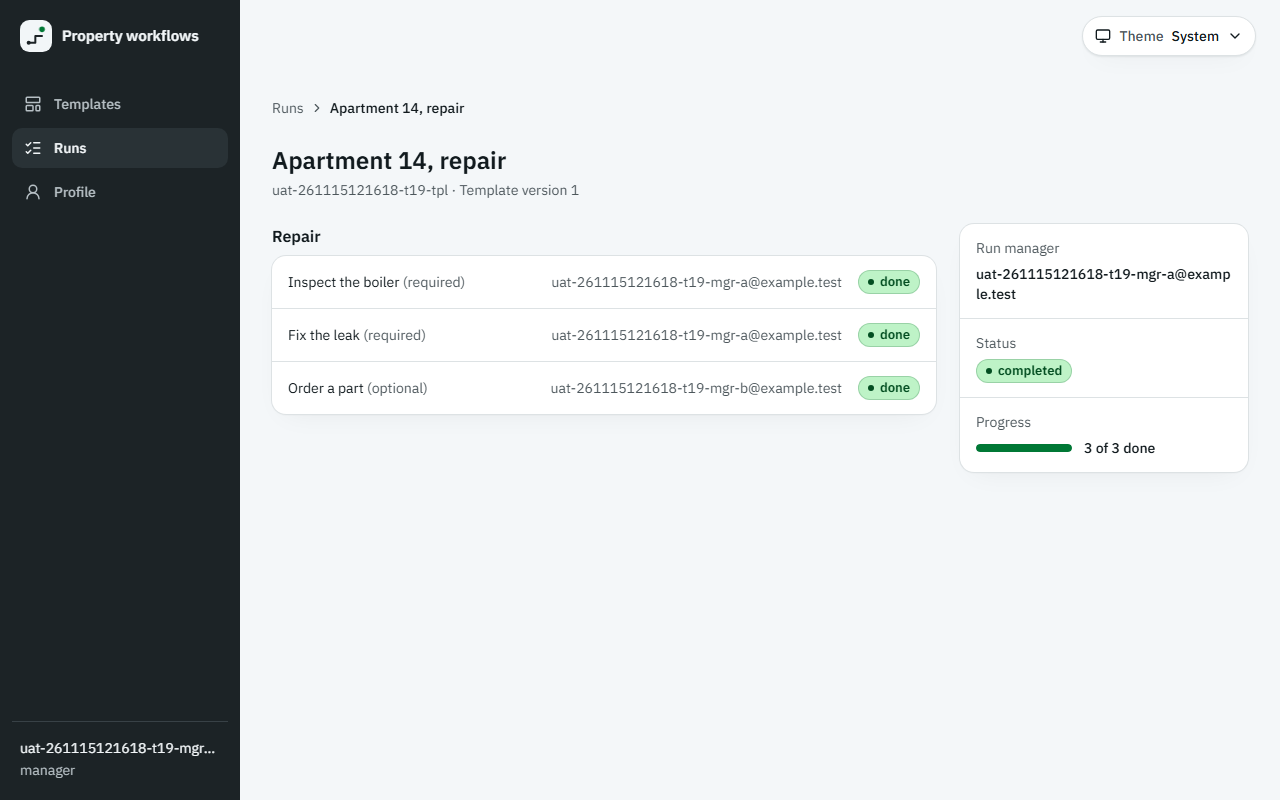 Property workflows
Templates
Runs
Profile
uat-261115121618-t19-mgr...
manager
Theme System
Runs > Apartment 14, repair
Apartment 14, repair
uat-261115121618-t19-tpl · Template version 1
Repair
Inspect the boiler (required) uat-261115121618-t19-mgr-a@example.test done
Fix the leak (required) uat-261115121618-t19-mgr-a@example.test done
Order a part (optional) uat-261115121618-t19-mgr-b@example.test done
Run manager
uat-261115121618-t19-mgr-a@examp
le.test
Status
completed
Progress
3 of 3 done